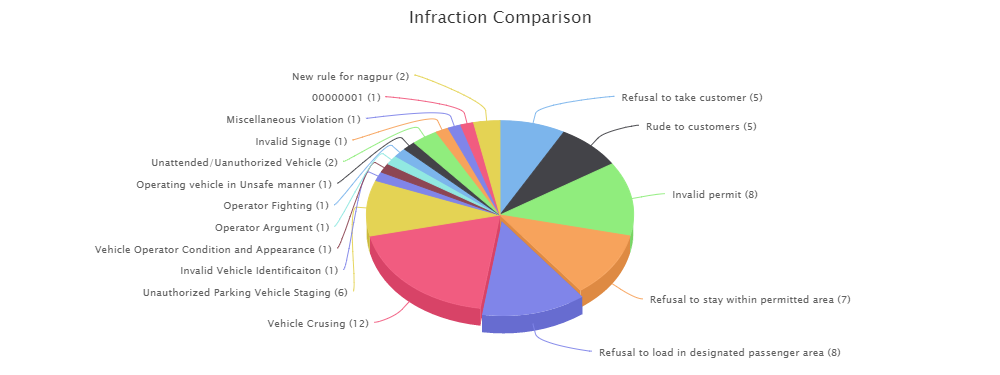 Infraction Comparison
New rule for nagpur (2)
00000001 (1)
Miscellaneous Violation (1)
Invalid Signage (1)
Unattended/Uanuthorized Vehicle (2)
Operating vehicle in Unsafe manner (1)
Operator Fighting (1)
Operator Argument (1)
Vehicle Operator Condition and Appearance (1)
Invalid Vehicle Identificaiton (1)
Unauthorized Parking Vehicle Staging (6)
Vehicle Crusing (12)
Refusal to take customer (5)
Rude to customers (5)
Invalid permit (8)
Refusal to stay within permitted area (7)
Refusal to load in designated passenger area (8)